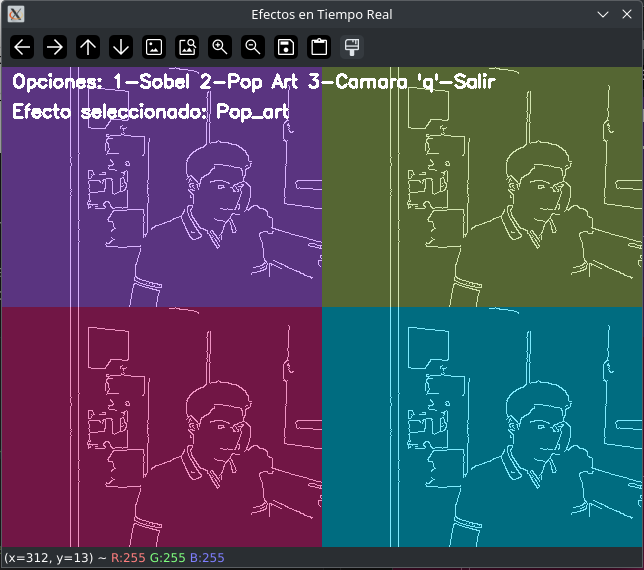 Efectos en Tiempo Real
Opciones: 1-Sobel 2-Pop Art 3-Camara 'q'-Salir
Efecto seleccionado: Pop_art
(x=312, y=13) ~ R:255 G:255 B:255